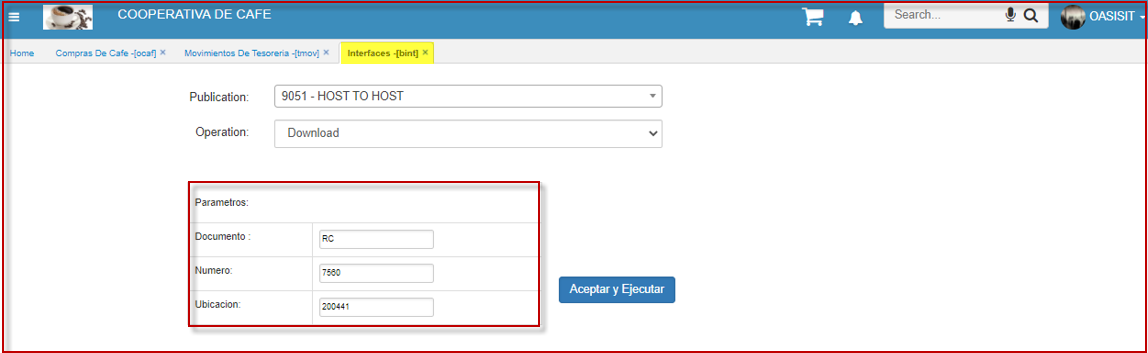 COOPERATIVA DE CAFE
Search...
OASISIT
Home
Compras De Cafe -[ocaf] ×
Movimientos De Tesoreria -[tmov] ×
Interfaces -[bint] ×
Publication:
9051 - HOST TO HOST
Operation:
Download
Parametros:
Documento :
RC
Numero:
7560
Ubicacion:
200441
Aceptar y Ejecutar